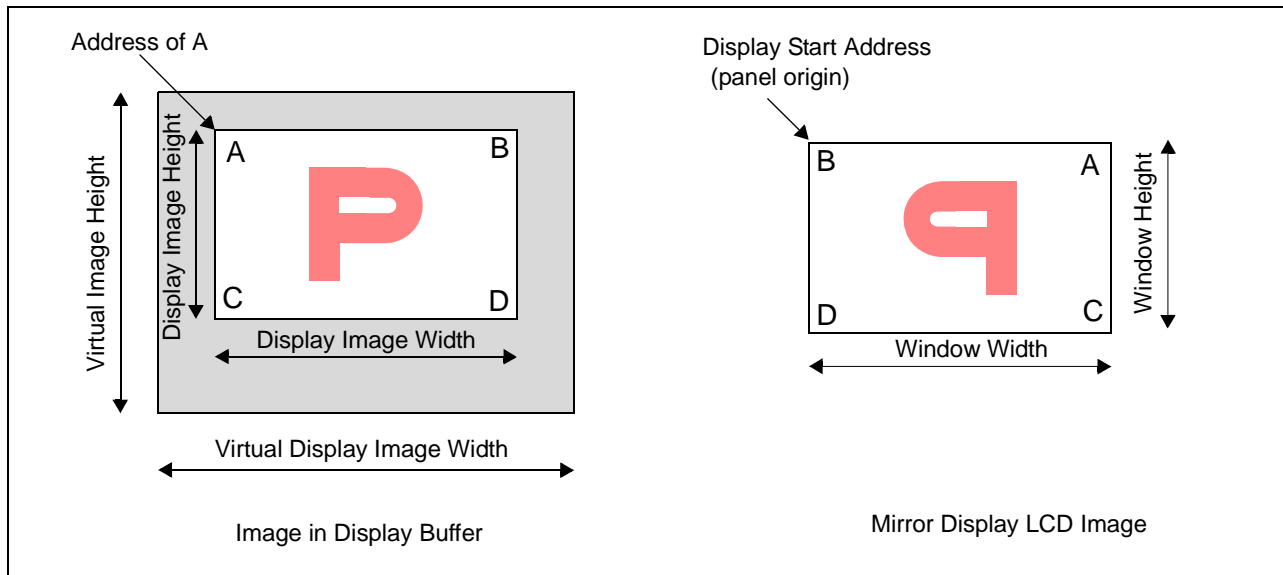 Address of A
Virtual Image Height
Display Image Height
A
B
P
C
D
Display Image Width
Virtual Display Image Width
Image in Display Buffer
Display Start Address
(panel origin)
B
A
P
D
C
Window Height
Window Width
Mirror Display LCD Image